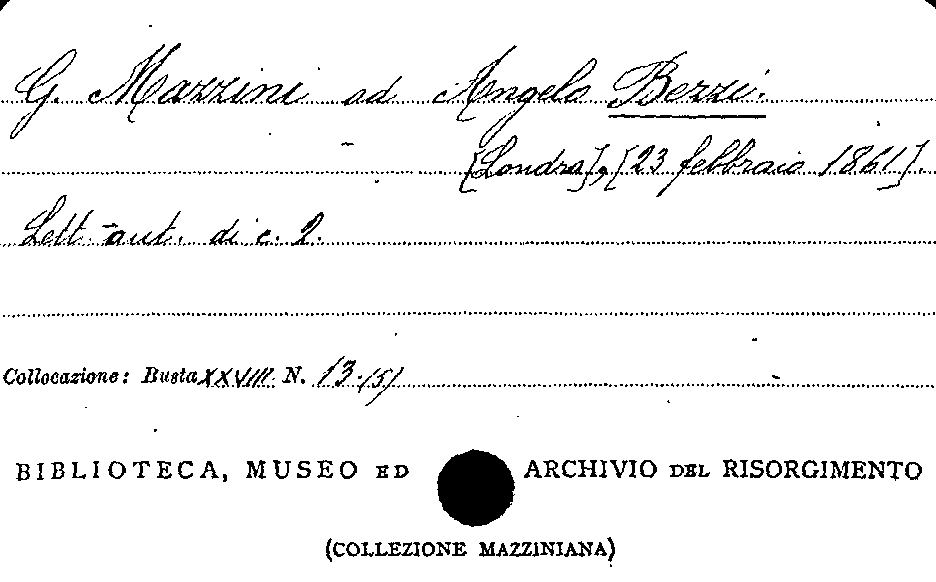 G. Mazzini ad Angelo Bezzi.
[Londra], [23 febbraio 1861].
Lett. aut. di c. 2.
Collocazione: Busta XXVIII N. 13.(5)
BIBLIOTECA, MUSEO ED ARCHIVIO DEL RISORGIMENTO
(COLLEZIONE MAZZINIANA)